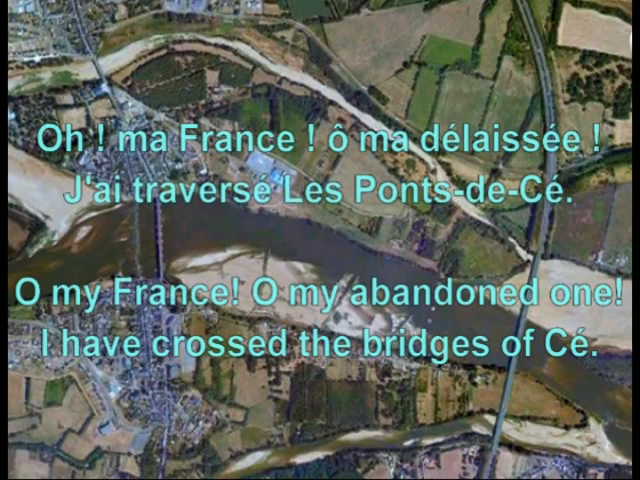 Oh ! ma France ! ô ma délaissée !
J'ai traversé Les Ponts-de-Cé.
O my France! O my abandoned one!
I have crossed the bridges of Cé.